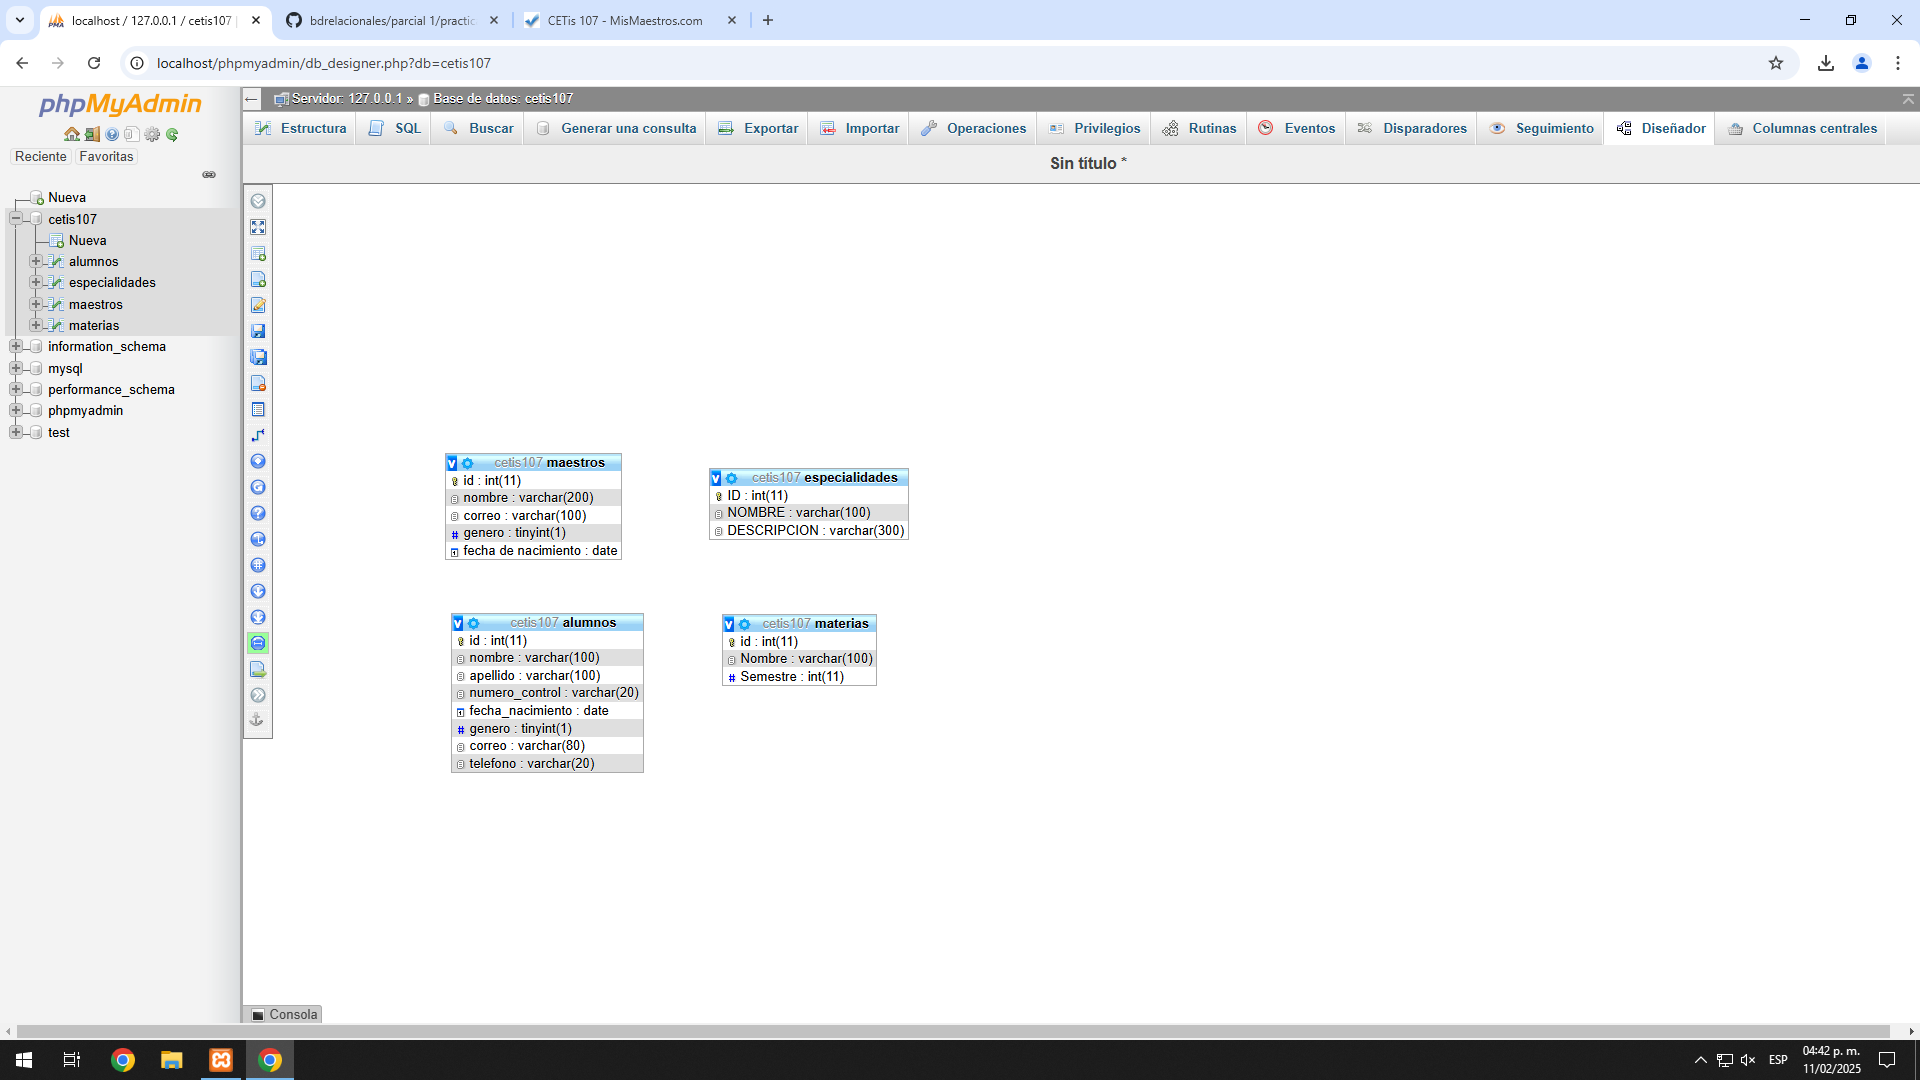 localhost / 127.0.0.1 / cetis107
bdrelacionales/parcial 1/practic
CETis 107 - MisMaestros.com
localhost/phpmyadmin/db_designer.php?db=cetis107
phpMyAdmin
Reciente
Favoritas
Nueva
cetis107
Nueva
alumnos
especialidades
maestros
materias
information_schema
mysql
performance_schema
phpmyadmin
test
Servidor: 127.0.0.1 » Base de datos: cetis107
Estructura
SQL
Buscar
Generar una consulta
Exportar
Importar
Operaciones
Privilegios
Rutinas
Eventos
Disparadores
Seguimiento
Diseñador
Columnas centrales
Sin título *
cetis107 maestros
id : int(11)
nombre : varchar(200)
correo : varchar(100)
genero : tinyint(1)
fecha de nacimiento : date
cetis107 especialidades
ID : int(11)
NOMBRE : varchar(100)
DESCRIPCION : varchar(300)
cetis107 alumnos
id : int(11)
nombre : varchar(100)
apellido : varchar(100)
numero_control : varchar(20)
fecha_nacimiento : date
genero : tinyint(1)
correo : varchar(80)
telefono : varchar(20)
cetis107 materias
id : int(11)
Nombre : varchar(100)
Semestre : int(11)
Consola
ESP
04:42 p. m.
11/02/2025